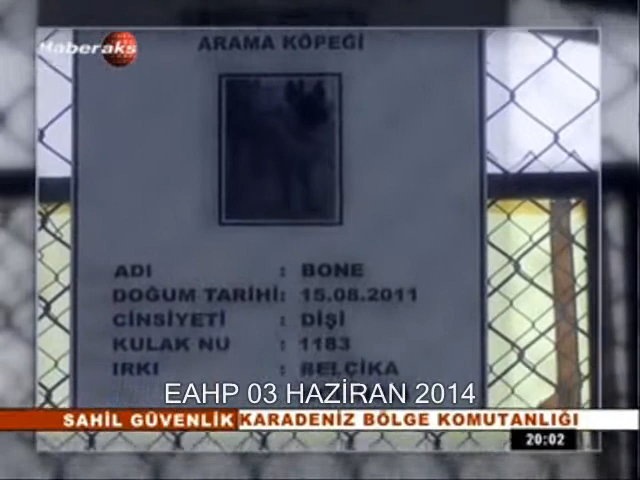 Haberaks
ARAMA KÖPEĞİ
ADI : BONE
DOĞUM TARİHİ: 15.08.2011
CİNSİYETİ : DİŞİ
KULAK NU : 1183
IRKI : BELÇİKA
EAHP 03 HAZİRAN 2014
SAHİL GÜVENLİK KARADENİZ BÖLGE KOMUTANLIĞI
20:02